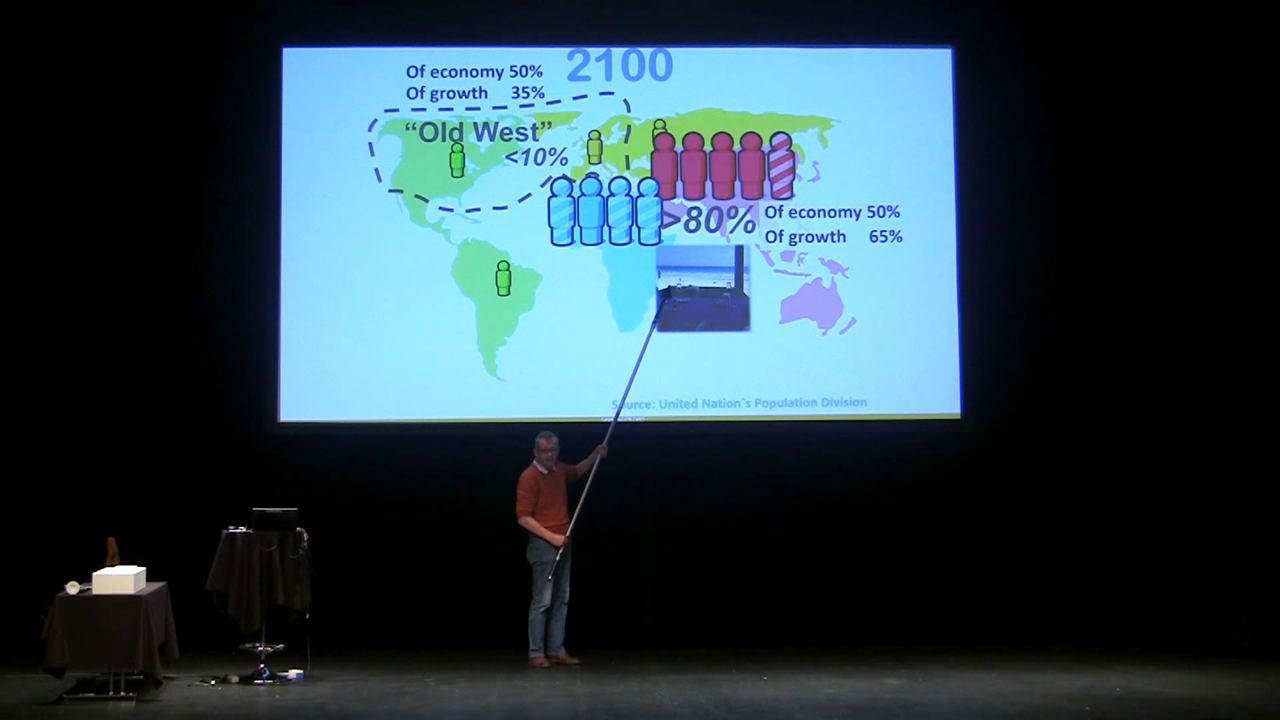 2100
Of economy 50%
Of growth 35%
“Old West”
<10%
>80%
Of economy 50%
Of growth 65%
Source: United Nation`s Population Division